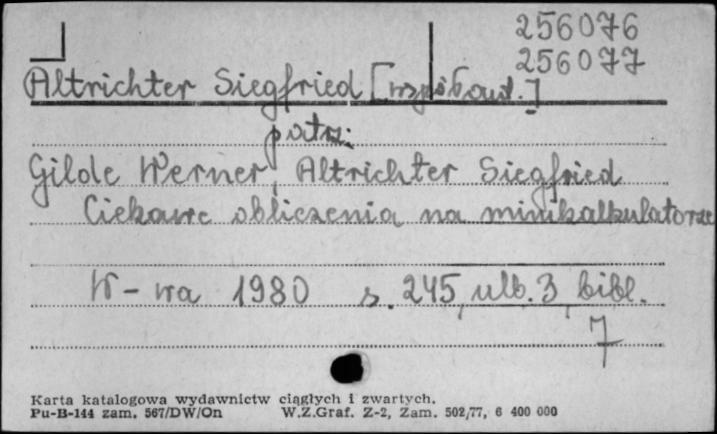 256076
256077
Altrichter Siegfried [współaut.]
patrz:
Gilde Werner, Altrichter Siegfried
Ciekawe obliczenia na minikalkulatorze
W-wa 1980 s. 245, ulb. 3, bibl.
7
Karta katalogowa wydawnictw ciągłych i zwartych.
Pu-B-144 zam. 567/DW/On W.Z.Graf. Z-2, Zam. 502/77, 6 400 000